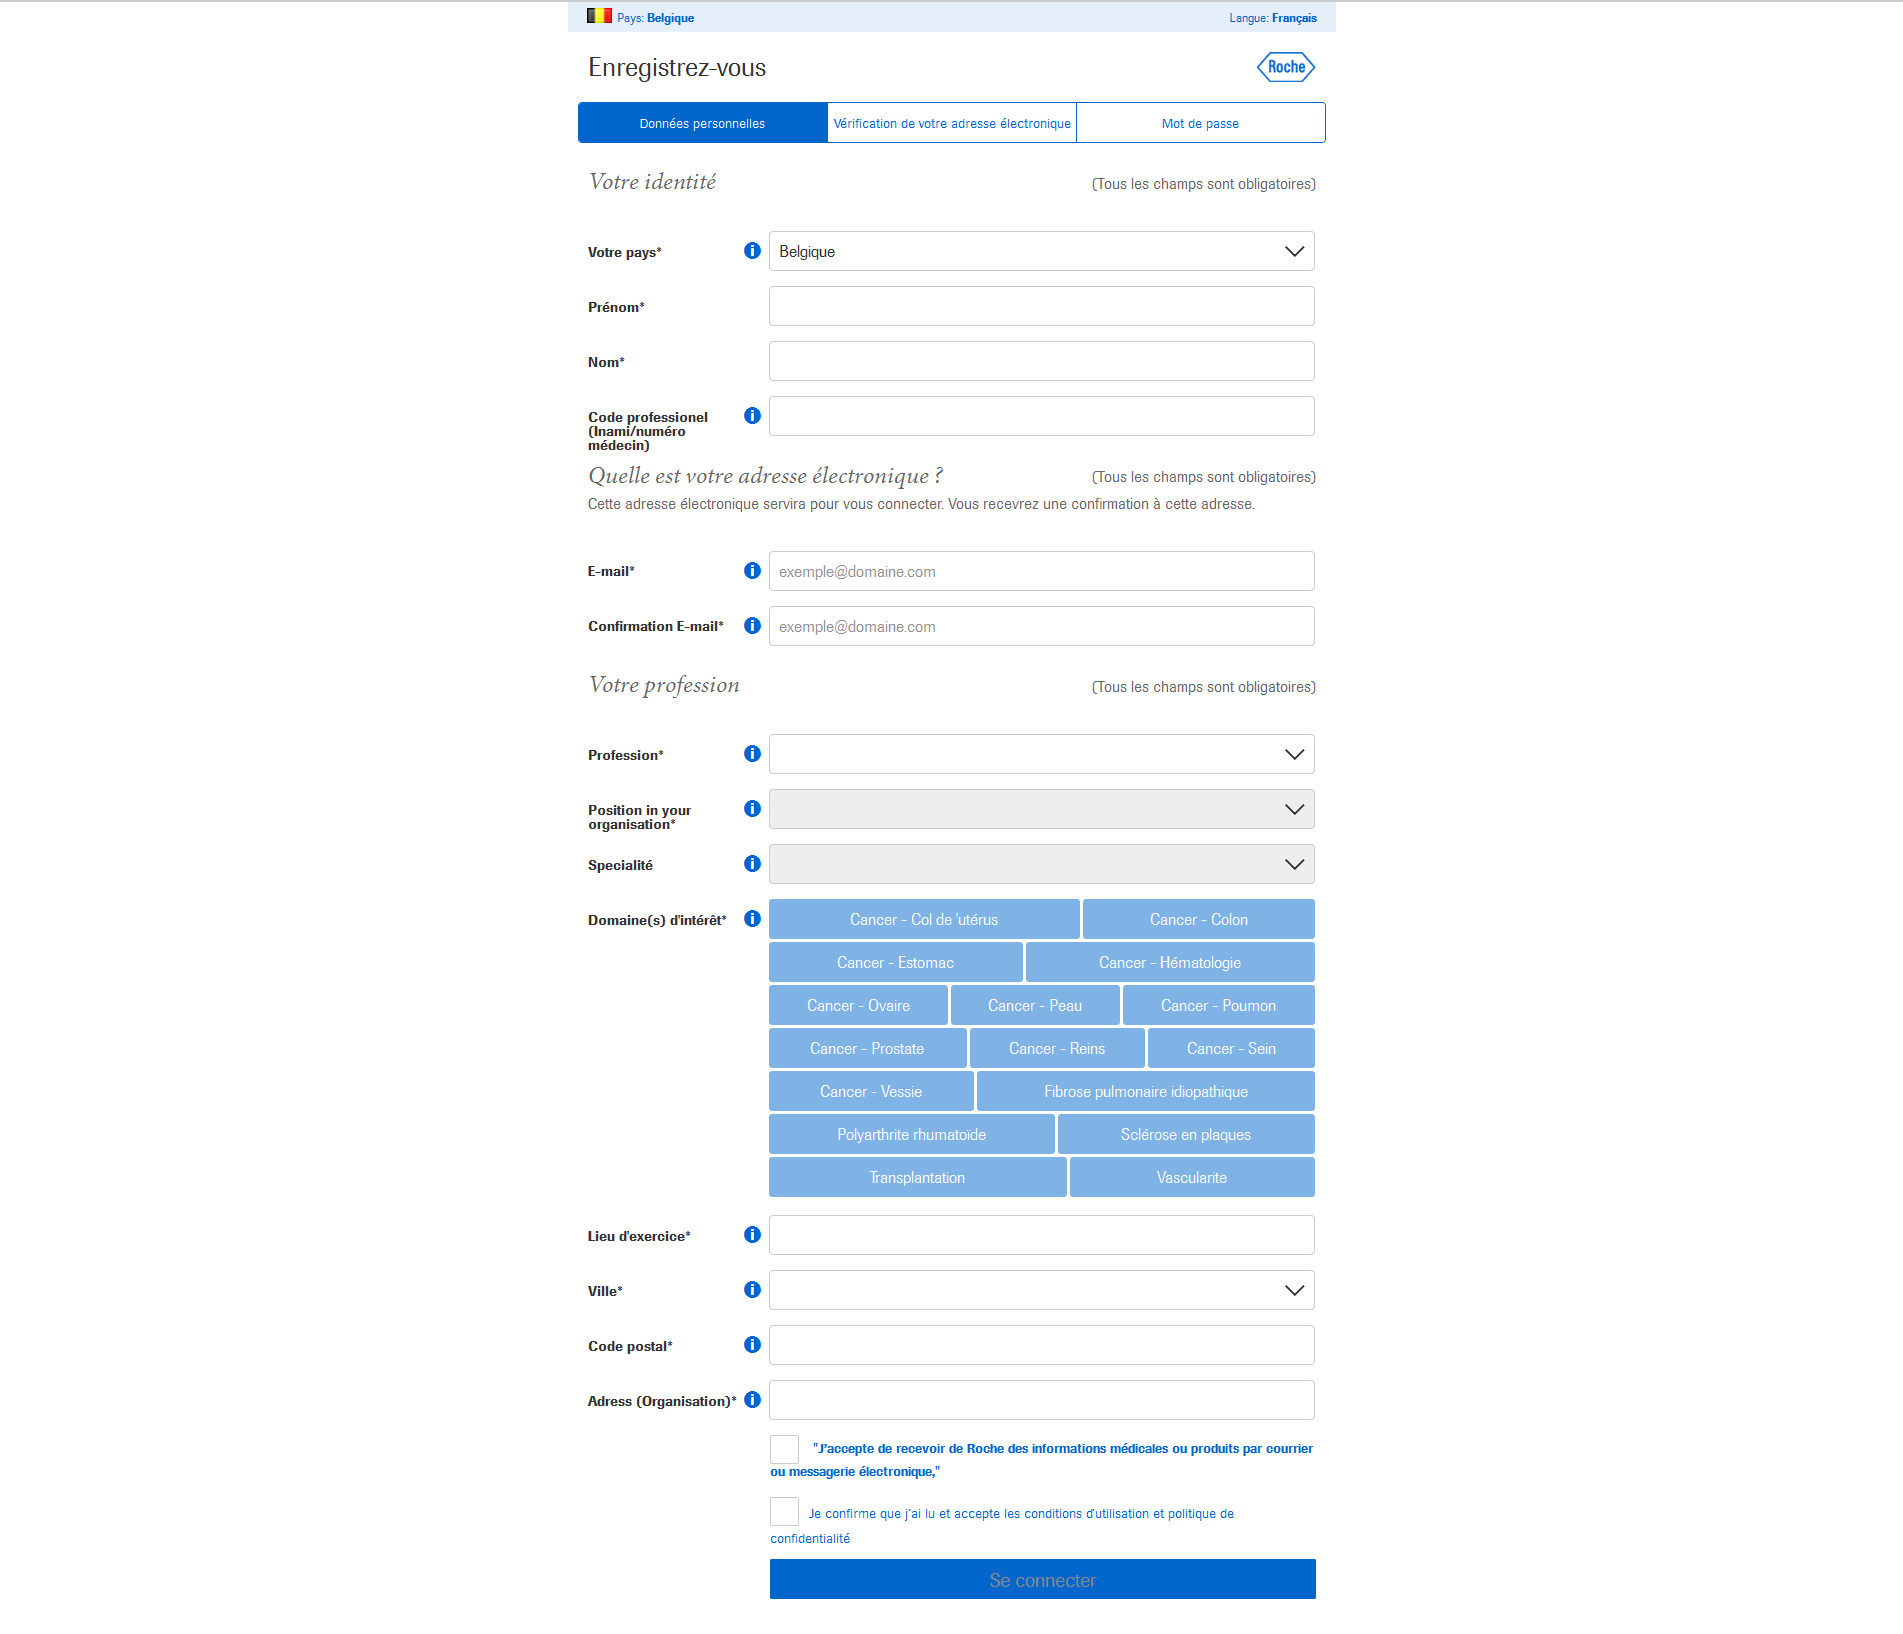 Pays: Belgique
Langue: Français
Enregistrez-vous
Roche
Données personnelles
Vérification de votre adresse électronique
Mot de passe
Votre identité
(Tous les champs sont obligatoires)
Votre pays*
Belgique
Prénom*
Nom*
Code professionel
(Inami/numéro
médecin)
Quelle est votre adresse électronique ?
(Tous les champs sont obligatoires)
Cette adresse électronique servira pour vous connecter. Vous recevrez une confirmation à cette adresse.
E-mail*
exemple@domaine.com
Confirmation E-mail*
exemple@domaine.com
Votre profession
(Tous les champs sont obligatoires)
Profession*
Position in your
organisation*
Specialité
Domaine(s) d'intérêt*
Cancer - Col de 'utérus
Cancer - Colon
Cancer - Estomac
Cancer - Hématologie
Cancer - Ovaire
Cancer - Peau
Cancer - Poumon
Cancer - Prostate
Cancer - Reins
Cancer - Sein
Cancer - Vessie
Fibrose pulmonaire idiopathique
Polyarthrite rhumatoïde
Sclérose en plaques
Transplantation
Vascularite
Lieu d'exercice*
Ville*
Code postal*
Adress (Organisation)*
"J'accepte de recevoir de Roche des informations médicales ou produits par courrier
ou messagerie électronique,"
Je confirme que j'ai lu et accepte les conditions d'utilisation et politique de
confidentialité
Se connecter